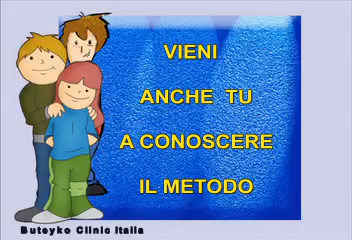 VIENI
ANCHE TU
A CONOSCERE
IL METODO
Buteyko Clinic Italia